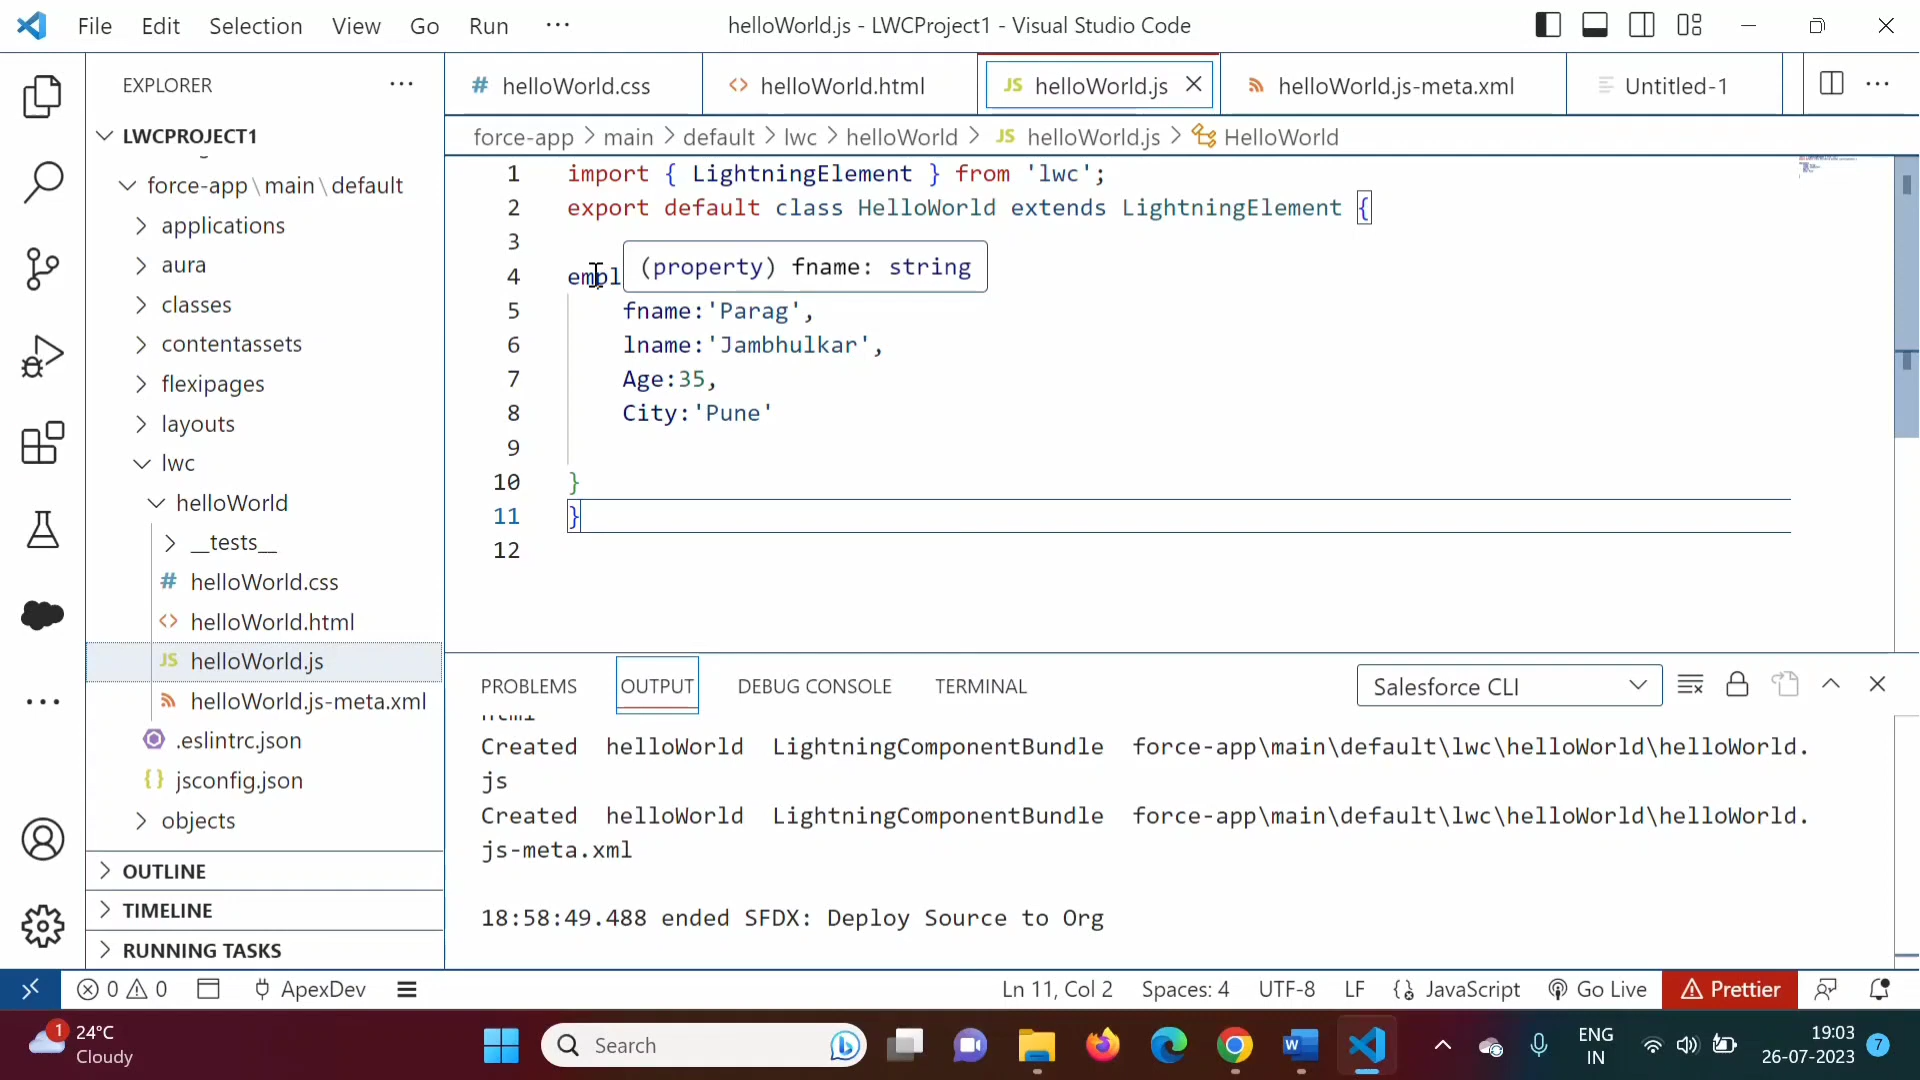 File Edit Selection View Go Run ···
helloWorld.js - LWCProject1 - Visual Studio Code
EXPLORER
# helloWorld.css
<> helloWorld.html
JS helloWorld.js
helloWorld.js-meta.xml
Untitled-1
LWCPROJECT1
force-app > main > default > lwc > helloWorld > JS helloWorld.js > HelloWorld
force-app\main\default
applications
aura
classes
contentassets
flexipages
layouts
lwc
helloWorld
__tests__
# helloWorld.css
<> helloWorld.html
JS helloWorld.js
helloWorld.js-meta.xml
.eslintrc.json
{} jsconfig.json
objects
OUTLINE
TIMELINE
RUNNING TASKS
1 import { LightningElement } from 'lwc';
2 export default class HelloWorld extends LightningElement {
3
(property) fname: string
4 empl
5 fname:'Parag',
6 lname:'Jambhulkar',
7 Age:35,
8 City:'Pune'
9
10 }
11 }
12
PROBLEMS OUTPUT DEBUG CONSOLE TERMINAL
Salesforce CLI
html
Created helloWorld LightningComponentBundle force-app\main\default\lwc\helloWorld\helloWorld.
js
Created helloWorld LightningComponentBundle force-app\main\default\lwc\helloWorld\helloWorld.
js-meta.xml
18:58:49.488 ended SFDX: Deploy Source to Org
0 0 ApexDev
Ln 11, Col 2 Spaces: 4 UTF-8 LF JavaScript Go Live Prettier
1 24°C
Cloudy
Search
ENG
IN
19:03
26-07-2023
7